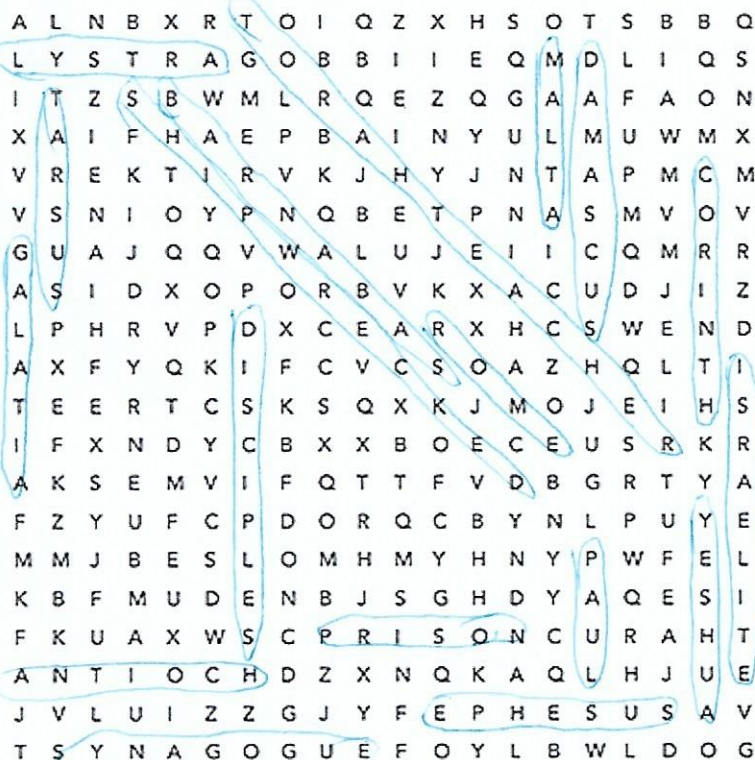 A L N B X R T O I Q Z X H S O T S B B Q
L Y S T R A G O B B I I E Q M D L I Q S
I T Z S B W M L R Q E Z Q G A A F A O N
X A I F H A E P B A I N Y U L M U W M X
V R E K T I R V K J H Y J N T A P M C M
V S N I O Y P N Q B E T P N A S M V O V
G U A J Q Q V W A L U J E I I C Q M R R
A S I D X O P O R B V K X A C U D J I Z
L P H R V P D X C E A R X H C S W E N D
A X F Y Q K I F C V C S O A Z H Q L T I
T E E R T C S K S Q X K J M O J E I H S
I F X N D Y C B X X B O E C E U S R K R
A K S E M V I F Q T T F V D B G R T Y A
F Z Y U F C P D O R Q C B Y N L P U Y E
M M J B E S L O M H M Y H N Y P W F E L
K B F M U D E N B J S G H D Y A Q E S I
F K U A X W S C P R I S O N C U R A H T
A N T I O C H D Z X N Q K A Q L H J U E
J V L U I Z Z G J Y F E P H E S U S A V
T S Y N A G O G U E F O Y L B W L D O G